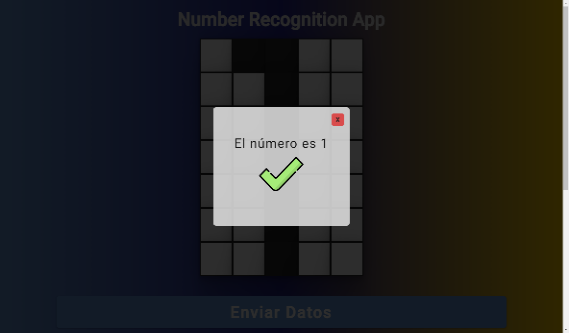 Number Recognition App
x
El número es 1
Enviar Datos